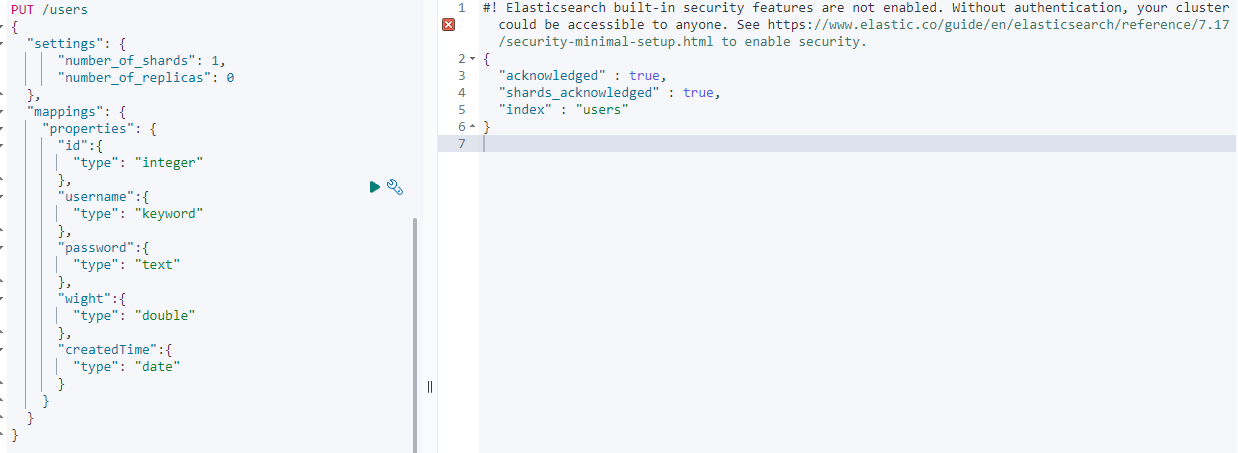 PUT /users
{
  "settings": {
      "number_of_shards": 1,
      "number_of_replicas": 0
  },
  "mappings": {
    "properties": {
      "id":{
        "type": "integer"
      },
      "username":{
        "type": "keyword"
      },
      "password":{
        "type": "text"
      },
      "wight":{
        "type": "double"
      },
      "createdTime":{
        "type": "date"
      }
    }
  }
}
1 #! Elasticsearch built-in security features are not enabled. Without authentication, your cluster
could be accessible to anyone. See https://www.elastic.co/guide/en/elasticsearch/reference/7.17
/security-minimal-setup.html to enable security.
2 {
3   "acknowledged" : true,
4   "shards_acknowledged" : true,
5   "index" : "users"
6 }
7